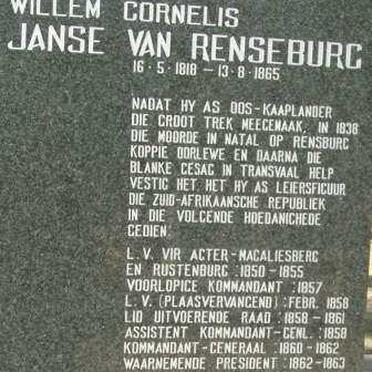 WILLEM CORNELIS
JANSE VAN RENSEBURG
16·5·1818 — 13·8·1865
NADAT HY AS OOS-KAAPLANDER
DIE GROOT TREK MEEGEMAAK, IN 1838
DIE MOORDE IN NATAL OP RENSBURG
KOPPIE OORLEWE EN DAARNA DIE
BLANKE GESAG IN TRANSVAAL HELP
VESTIG HET, HET HY AS LEIERSFIGUUR
DIE ZUID-AFRIKAANSCHE REPUBLIEK
IN DIE VOLGENDE HOEDANIGHEDE
GEDIEN:
L.V. VIR AGTER-MAGALIESBERG
EN RUSTENBURG :1850 – 1855
VOORLOPIGE KOMMANDANT :1857
L.V. (PLAASVERVANGEND) :FEBR. 1858
LID UITVOERENDE RAAD :1858 – 1861
ASSISTENT KOMMANDANT-GENL. :1858
KOMMANDANT-GENERAAL :1860 – 1862
WAARNEMENDE PRESIDENT :1862–1863